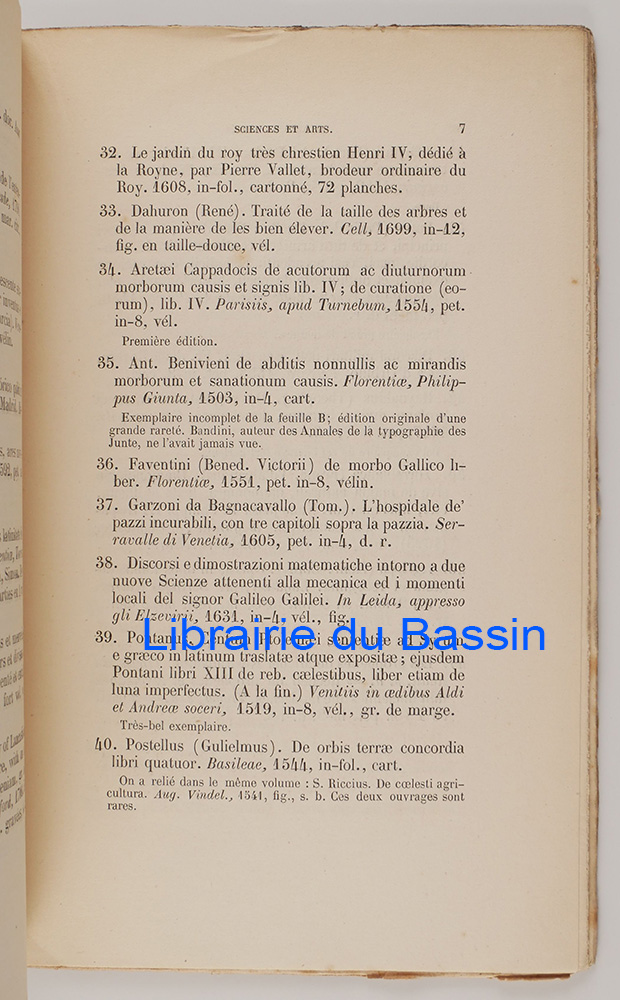 SCIENCES ET ARTS. 7
32. Le jardin du roy très chrestien Henri IV, dédié à
la Royne, par Pierre Vallet, brodeur ordinaire du
Roy. 1608, in-fol., cartonné, 72 planches.
33. Dahuron (René). Traité de la taille des arbres et
de la manière de les bien élever. Cell, 1699, in-12,
fig. en taille-douce, vél.
34. Aretæi Cappadocis de acutorum ac diuturnorum
morborum causis et signis lib. IV; de curatione (eo-
rum), lib. IV. Parisiis, apud Turnebum, 1554, pet.
in-8, vél.
Première édition.
35. Ant. Benivieni de abditis nonnullis ac mirandis
morborum et sanationum causis. Florentiæ, Philip-
pus Giunta, 1503, in-4, cart.
Exemplaire incomplet de la feuille B; édition originale d'une
grande rareté. Bandini, auteur des Annales de la typographie des
Junte, ne l'avait jamais vue.
36. Faventini (Bened. Victorii) de morbo Gallico li-
ber. Florentiæ, 1551, pet. in-8, vélin.
37. Garzoni da Bagnacavallo (Tom.). L'hospidale de'
pazzi incurabili, con tre capitoli sopra la pazzia. Ser-
ravalle di Venetia, 1605, pet. in-4, d. r.
38. Discorsi e dimostrazioni matematiche intorno a due
nuove Scienze attenenti alla mecanica ed i momenti
locali del signor Galileo Galilei. In Leida, appresso
gli Elzevirii, 1631, in-4, vél., fig.
Librairie du Bassin
39. Pontanus, Centum Ptolemæi sententiæ ad Syrum
e græco in latinum traslatæ atque expositæ; ejusdem
Pontani libri XIII de reb. cælestibus, liber etiam de
luna imperfectus. (A la fin.) Venitiis in ædibus Aldi
et Andreæ soceri, 1519, in-8, vél., gr. de marge.
Très-bel exemplaire.
40. Postellus (Gulielmus). De orbis terræ concordia
libri quatuor. Basileae, 1544, in-fol., cart.
On a relié dans le même volume : S. Riccius. De cœlesti agri-
cultura. Aug. Vindel., 1541, fig., s. b. Ces deux ouvrages sont
rares.